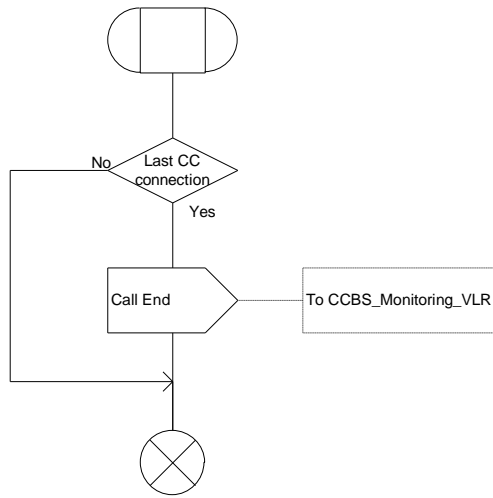 No
Last CC
connection
Yes
Call End
To CCBS_Monitoring_VLR